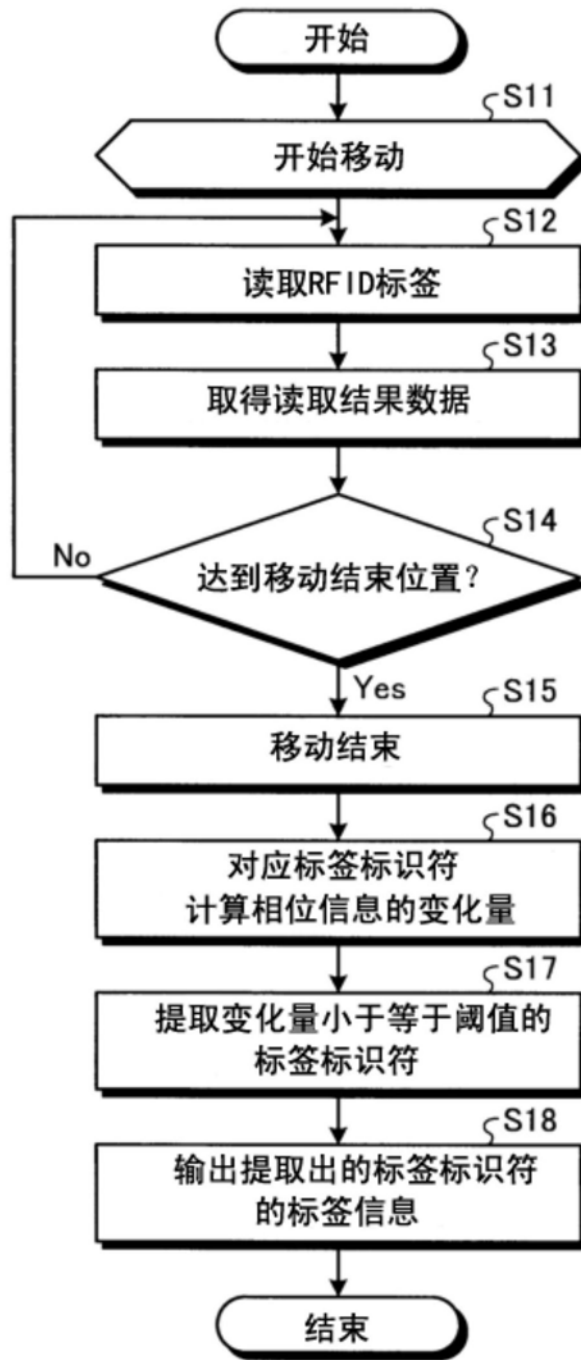 开始
S11
开始移动
S12
读取RFID标签
S13
取得读取结果数据
S14
达到移动结束位置?
No
Yes
S15
移动结束
S16
对应标签标识符
计算相位信息的变化量
S17
提取变化量小于等于阈值的
标签标识符
S18
输出提取出的标签标识符
的标签信息
结束